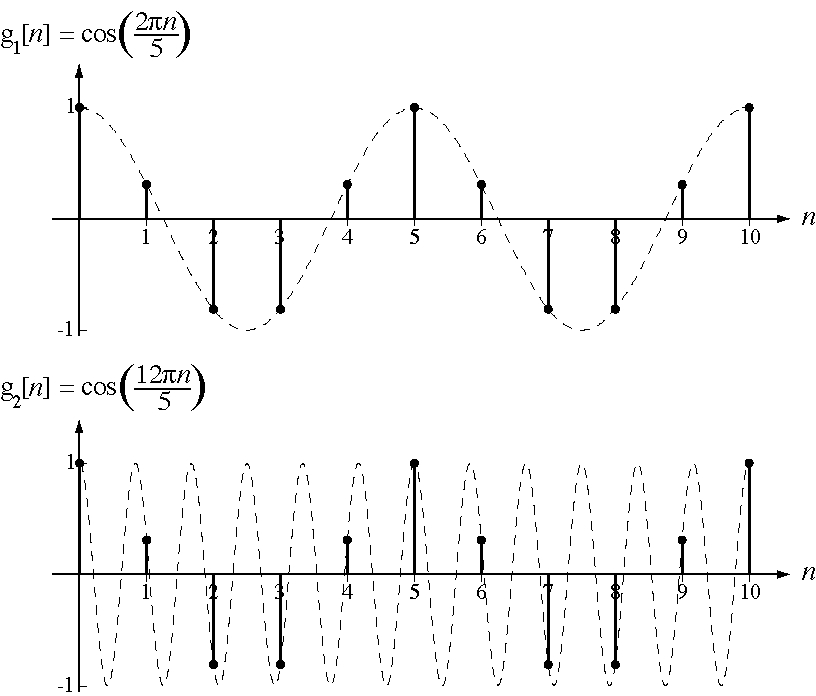 g₁[n] = cos(2πn/5)
1
n
1 2 3 4 5 6 7 8 9 10
-1
g₂[n] = cos(12πn/5)
1
n
1 2 3 4 5 6 7 8 9 10
-1